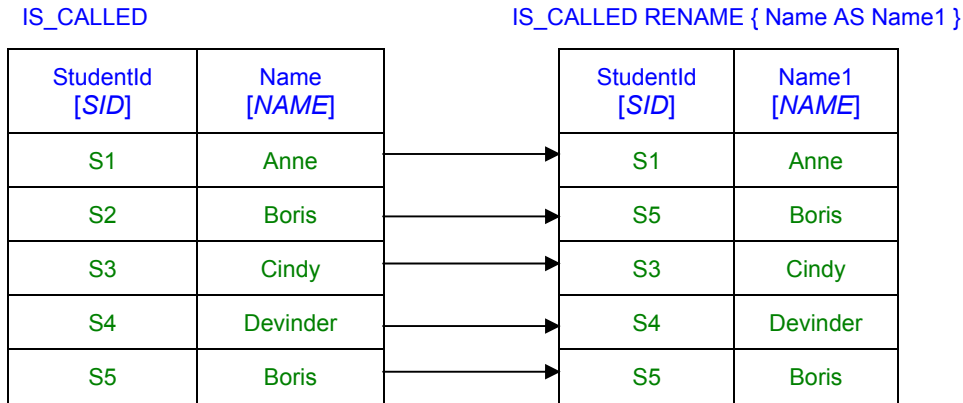 IS_CALLED
IS_CALLED RENAME { Name AS Name1 }
StudentId
[SID]
Name
[NAME]
S1
Anne
S2
Boris
S3
Cindy
S4
Devinder
S5
Boris
StudentId
[SID]
Name1
[NAME]
S1
Anne
S5
Boris
S3
Cindy
S4
Devinder
S5
Boris